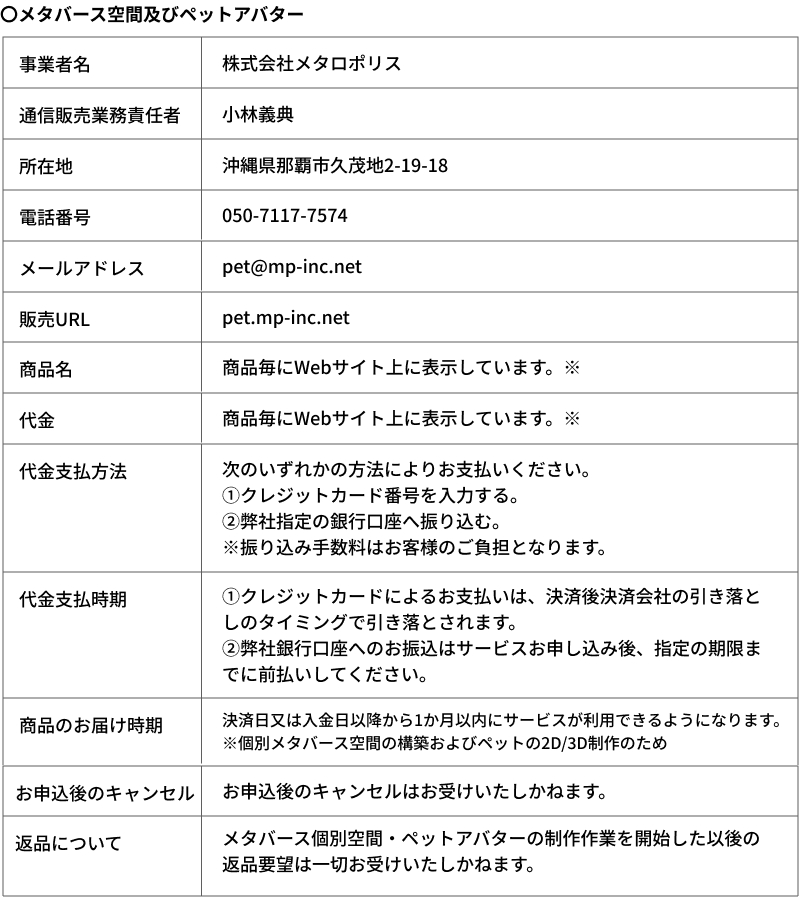 〇メタバース空間及びペットアバター
事業者名
株式会社メタロポリス
通信販売業務責任者
小林義典
所在地
沖縄県那覇市久茂地2-19-18
電話番号
050-7117-7574
メールアドレス
pet@mp-inc.net
販売URL
pet.mp-inc.net
商品名
商品毎にWebサイト上に表示しています。※
代金
商品毎にWebサイト上に表示しています。※
代金支払方法
次のいずれかの方法によりお支払いください。
①クレジットカード番号を入力する。
②弊社指定の銀行口座へ振り込む。
※振り込み手数料はお客様のご負担となります。
代金支払時期
①クレジットカードによるお支払いは、決済後決済会社の引き落と
しのタイミングで引き落とされます。
②弊社銀行口座へのお振込はサービスお申し込み後、指定の期限ま
でに前払いしてください。
商品のお届け時期
決済日又は入金日以降から1か月以内にサービスが利用できるようになります。
※個別メタバース空間の構築およびペットの2D/3D制作のため
お申込後のキャンセル
お申込後のキャンセルはお受けいたしかねます。
返品について
メタバース個別空間・ペットアバターの制作作業を開始した以後の
返品要望は一切お受けいたしかねます。